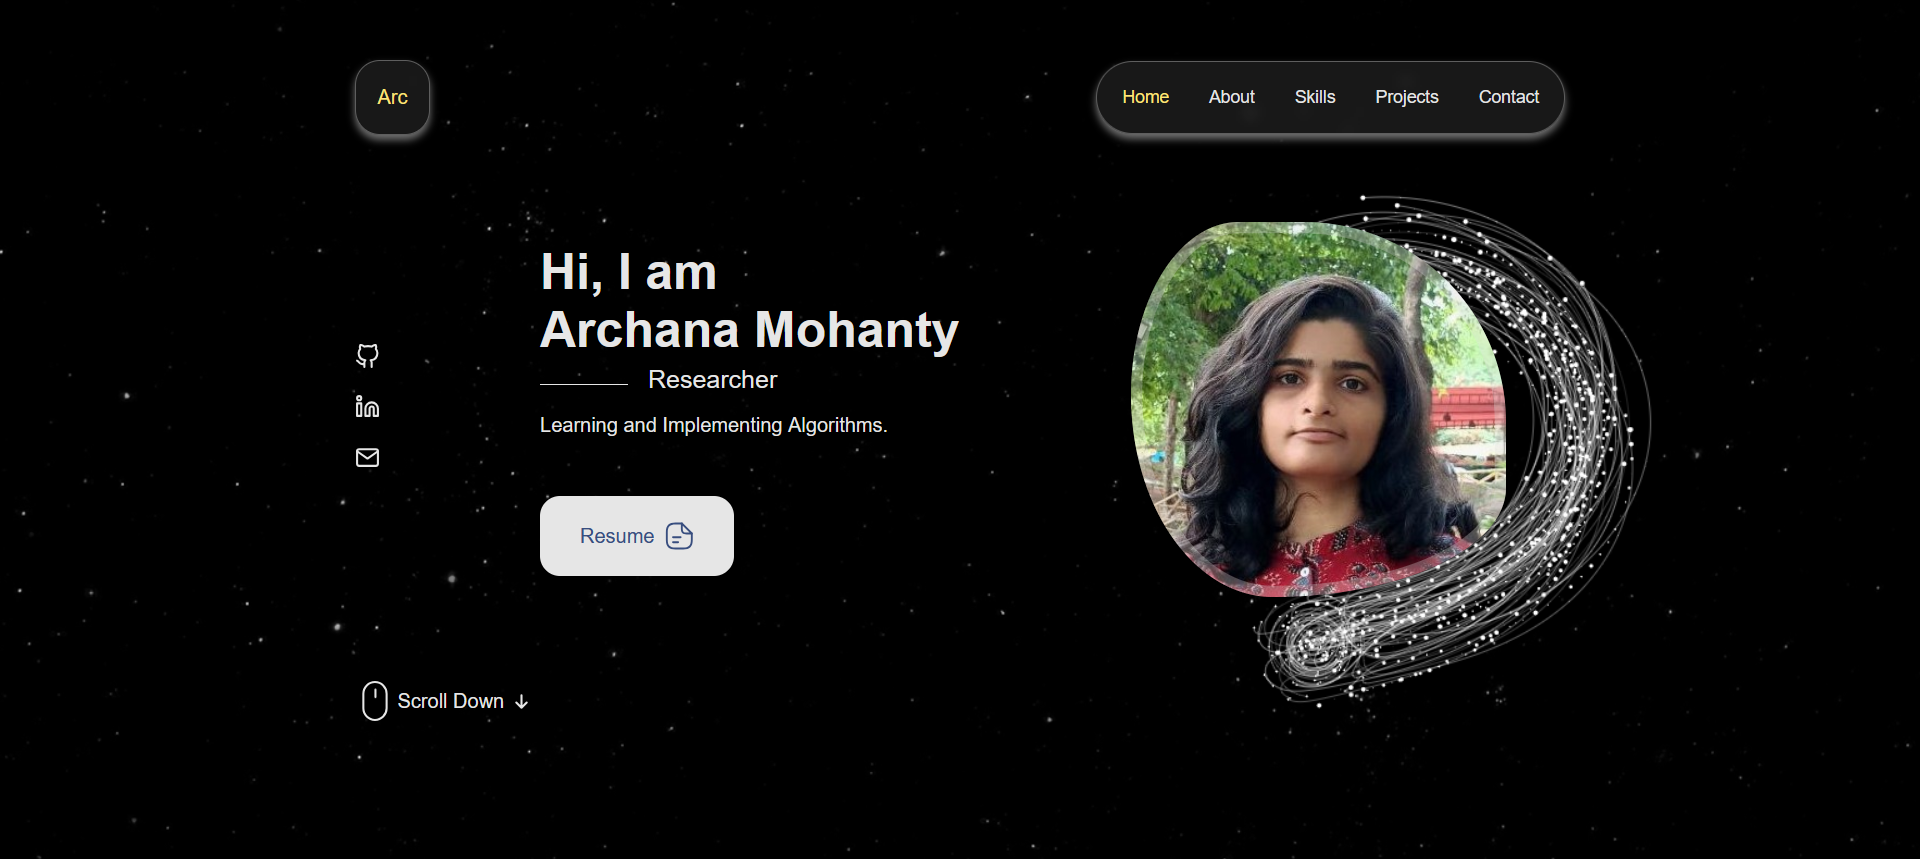 Arc
Home About Skills Projects Contact
Hi, I am
Archana Mohanty
Researcher
Learning and Implementing Algorithms.
Resume
Scroll Down